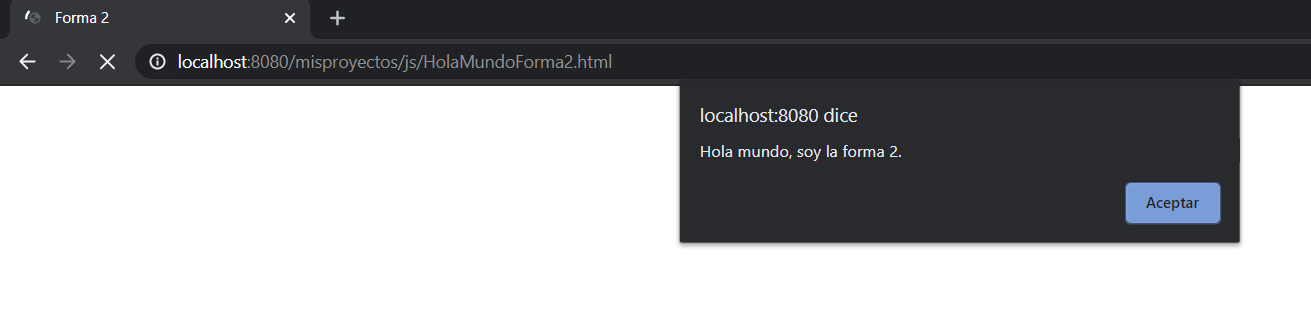 Forma 2
localhost:8080/misproyectos/js/HolaMundoForma2.html
localhost:8080 dice
Hola mundo, soy la forma 2.
Aceptar